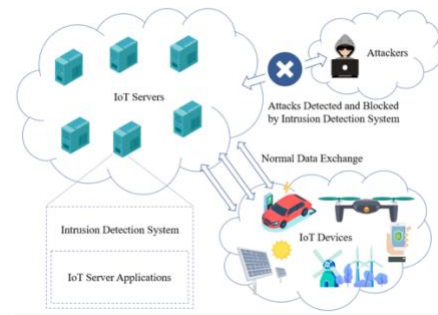 Attackers
IoT Servers
Attacks Detected and Blocked
by Intrusion Detection System
Normal Data Exchange
Intrusion Detection System
IoT Devices
IoT Server Applications